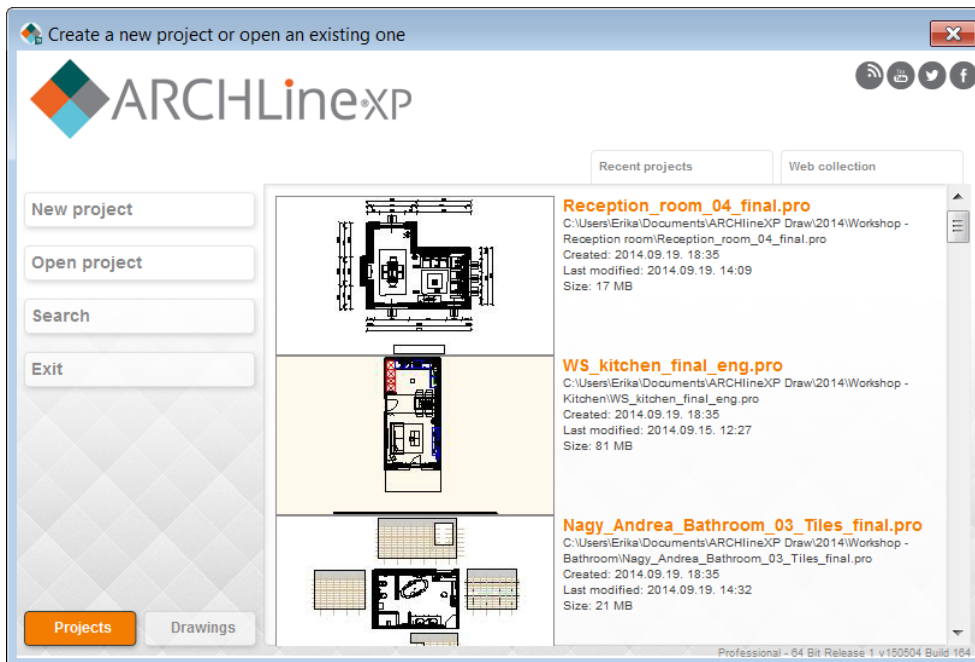 Create a new project or open an existing one
ARCHLine®XP
You
Tube
Recent projects
Web collection
New project
Open project
Search
Exit
Reception_room_04_final.pro
C:\Users\Erika\Documents\ARCHlineXP Draw\2014\Workshop -
Reception room\Reception_room_04_final.pro
Created: 2014.09.19. 18:35
Last modified: 2014.09.19. 14:09
Size: 17 MB
WS_kitchen_final_eng.pro
C:\Users\Erika\Documents\ARCHlineXP Draw\2014\Workshop -
Kitchen\WS_kitchen_final_eng.pro
Created: 2014.09.19. 18:35
Last modified: 2014.09.15. 12:27
Size: 81 MB
Nagy_Andrea_Bathroom_03_Tiles_final.pro
C:\Users\Erika\Documents\ARCHlineXP Draw\2014\Workshop -
Bathroom\Nagy_Andrea_Bathroom_03_Tiles_final.pro
Created: 2014.09.19. 18:35
Last modified: 2014.09.19. 14:32
Size: 21 MB
Projects
Drawings
Professional - 64 Bit Release 1 v150504 Build 164